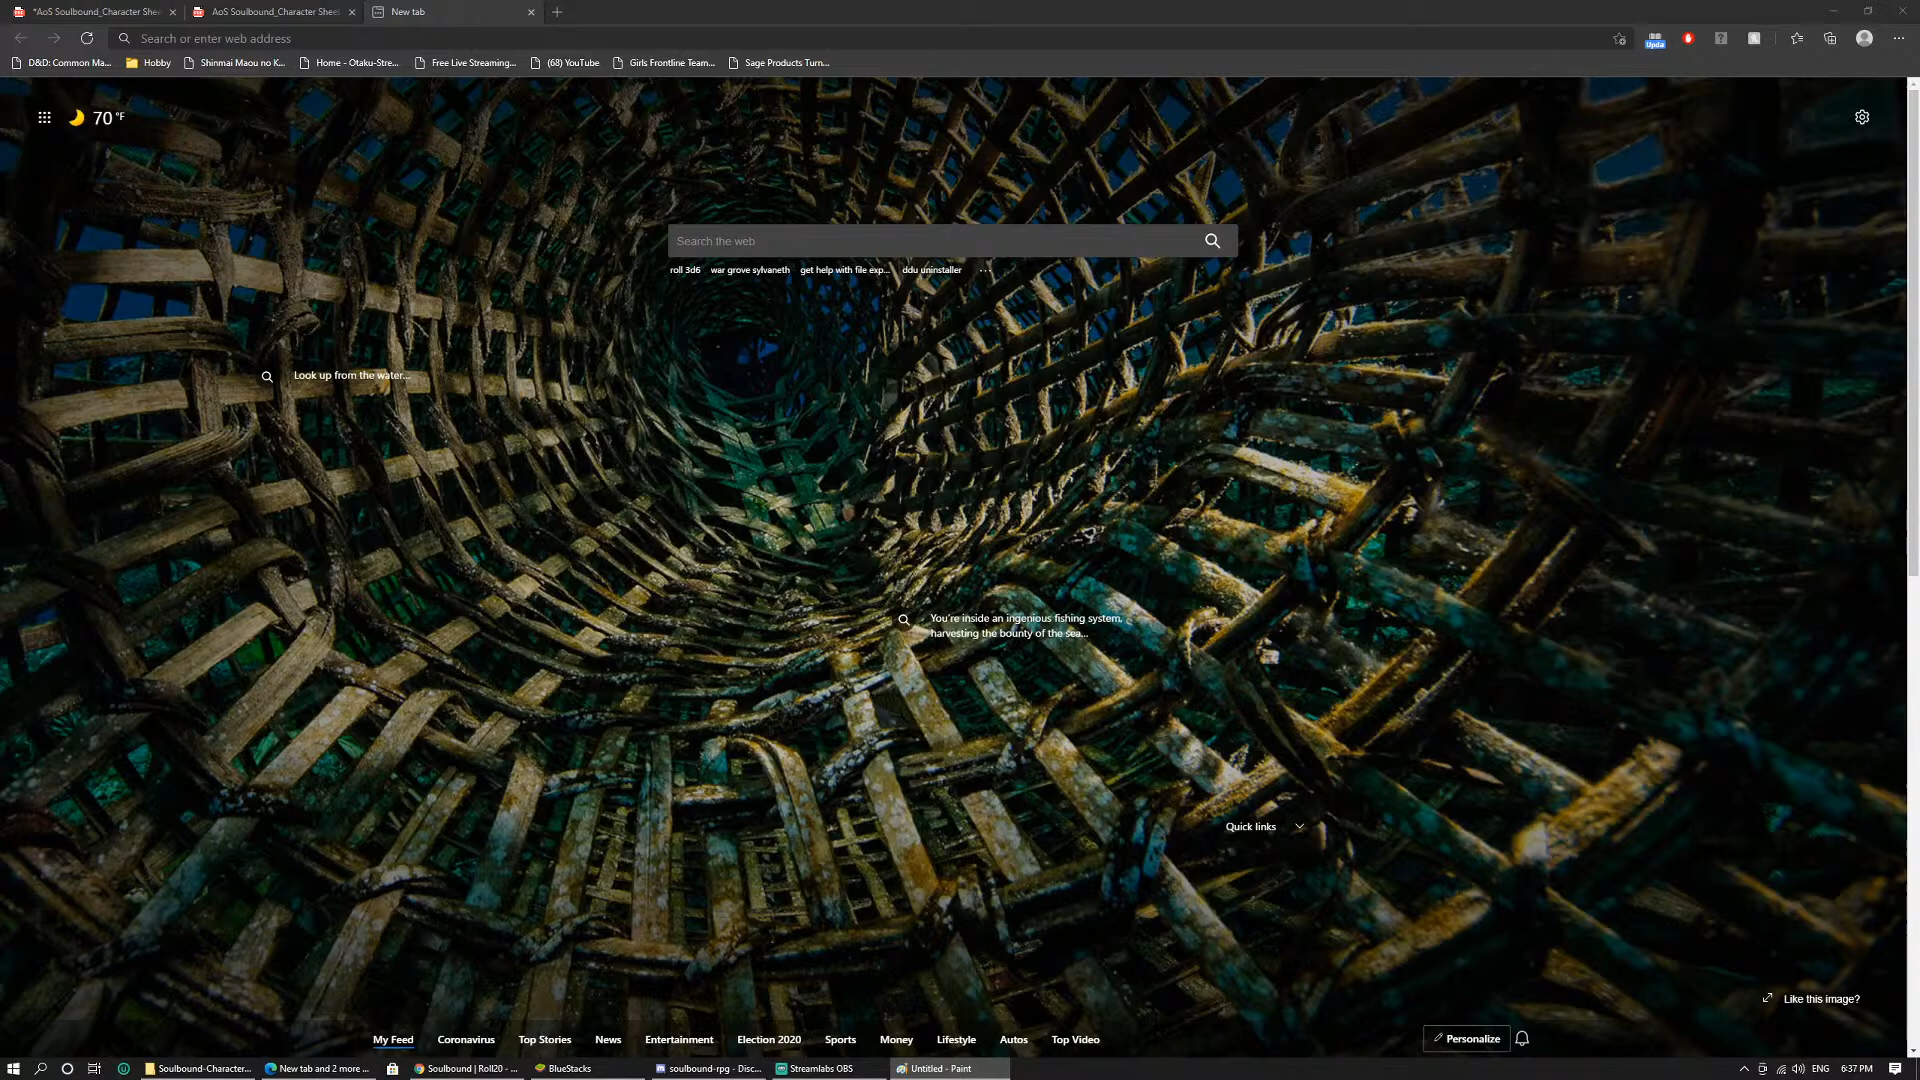 *AoS Soulbound_Character Shee
AoS Soulbound_Character Shee
New tab
Search or enter web address
Upda
D&D: Common Ma...
Hobby
Shinmai Maou no K...
Home - Otaku-Stre...
Free Live Streaming...
(68) YouTube
Girls Frontline Team...
Sage Products Turn...
70 °F
Search the web
roll 3d6
war grove sylvaneth
get help with file exp...
ddu uninstaller
...
Look up from the water...
You're inside an ingenious fishing system,
harvesting the bounty of the sea...
Quick links
Like this image?
My Feed
Coronavirus
Top Stories
News
Entertainment
Election 2020
Sports
Money
Lifestyle
Autos
Top Video
Personalize
Soulbound-Character...
New tab and 2 more ...
Soulbound | Roll20 - ...
BlueStacks
soulbound-rpg - Disc...
Streamlabs OBS
Untitled - Paint
ENG
6:37 PM